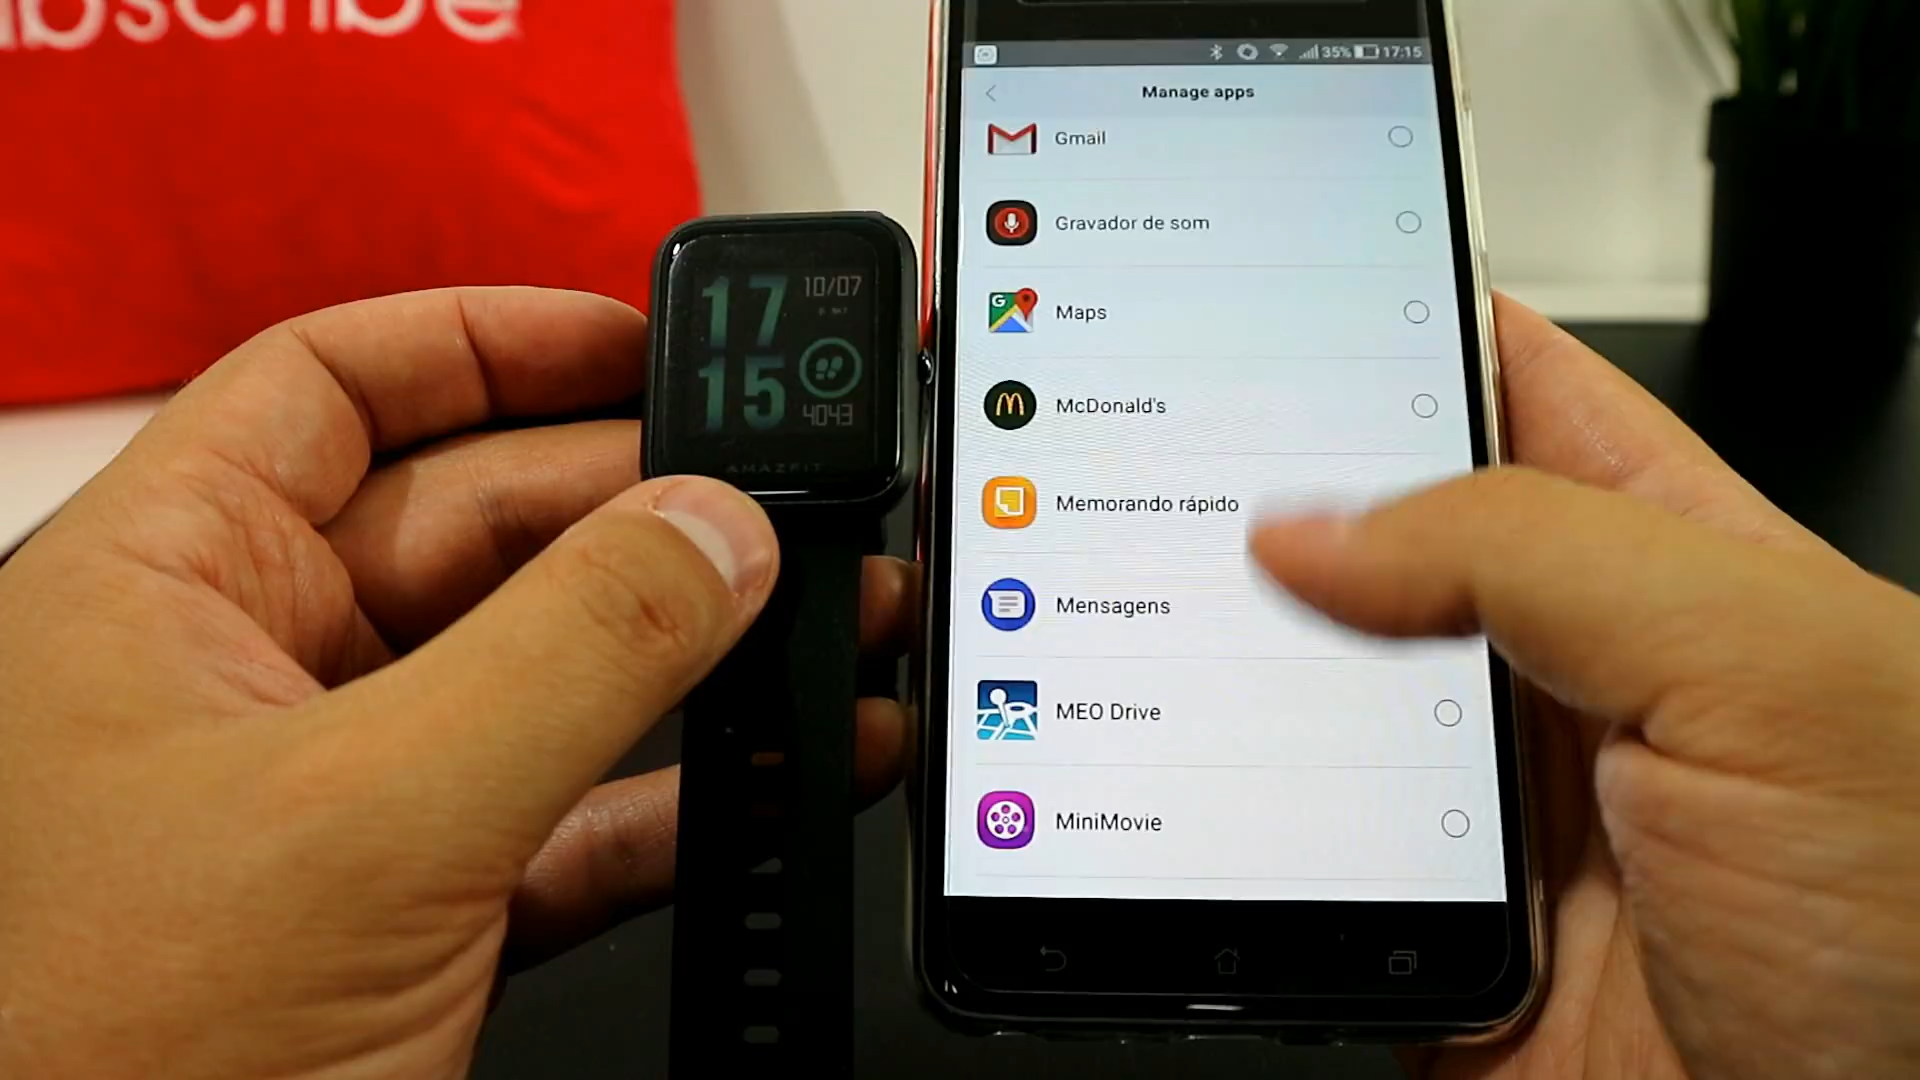 ubscribe
17
15
10/07
4043
AMAZFIT
35% 17:15
Manage apps
Gmail
Gravador de som
G
Maps
McDonald's
Memorando rápido
Mensagens
MEO Drive
MiniMovie